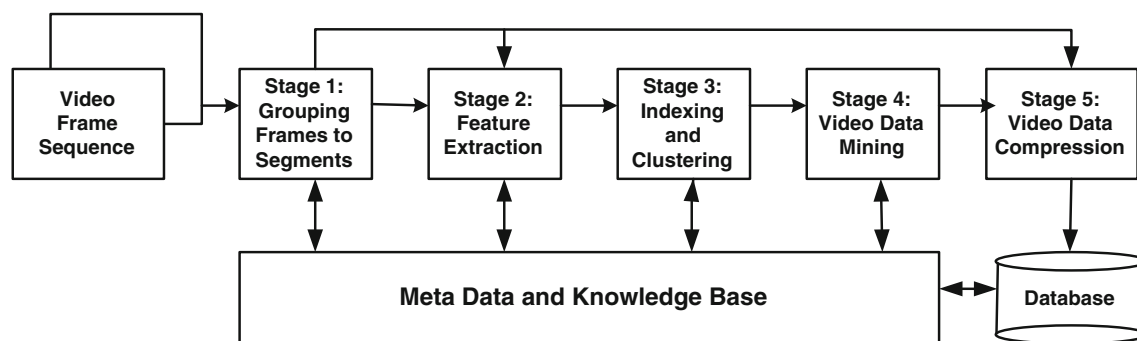 Video
Frame
Sequence
Stage 1:
Grouping
Frames to
Segments
Stage 2:
Feature
Extraction
Stage 3:
Indexing
and
Clustering
Stage 4:
Video Data
Mining
Stage 5:
Video Data
Compression
Meta Data and Knowledge Base
Database